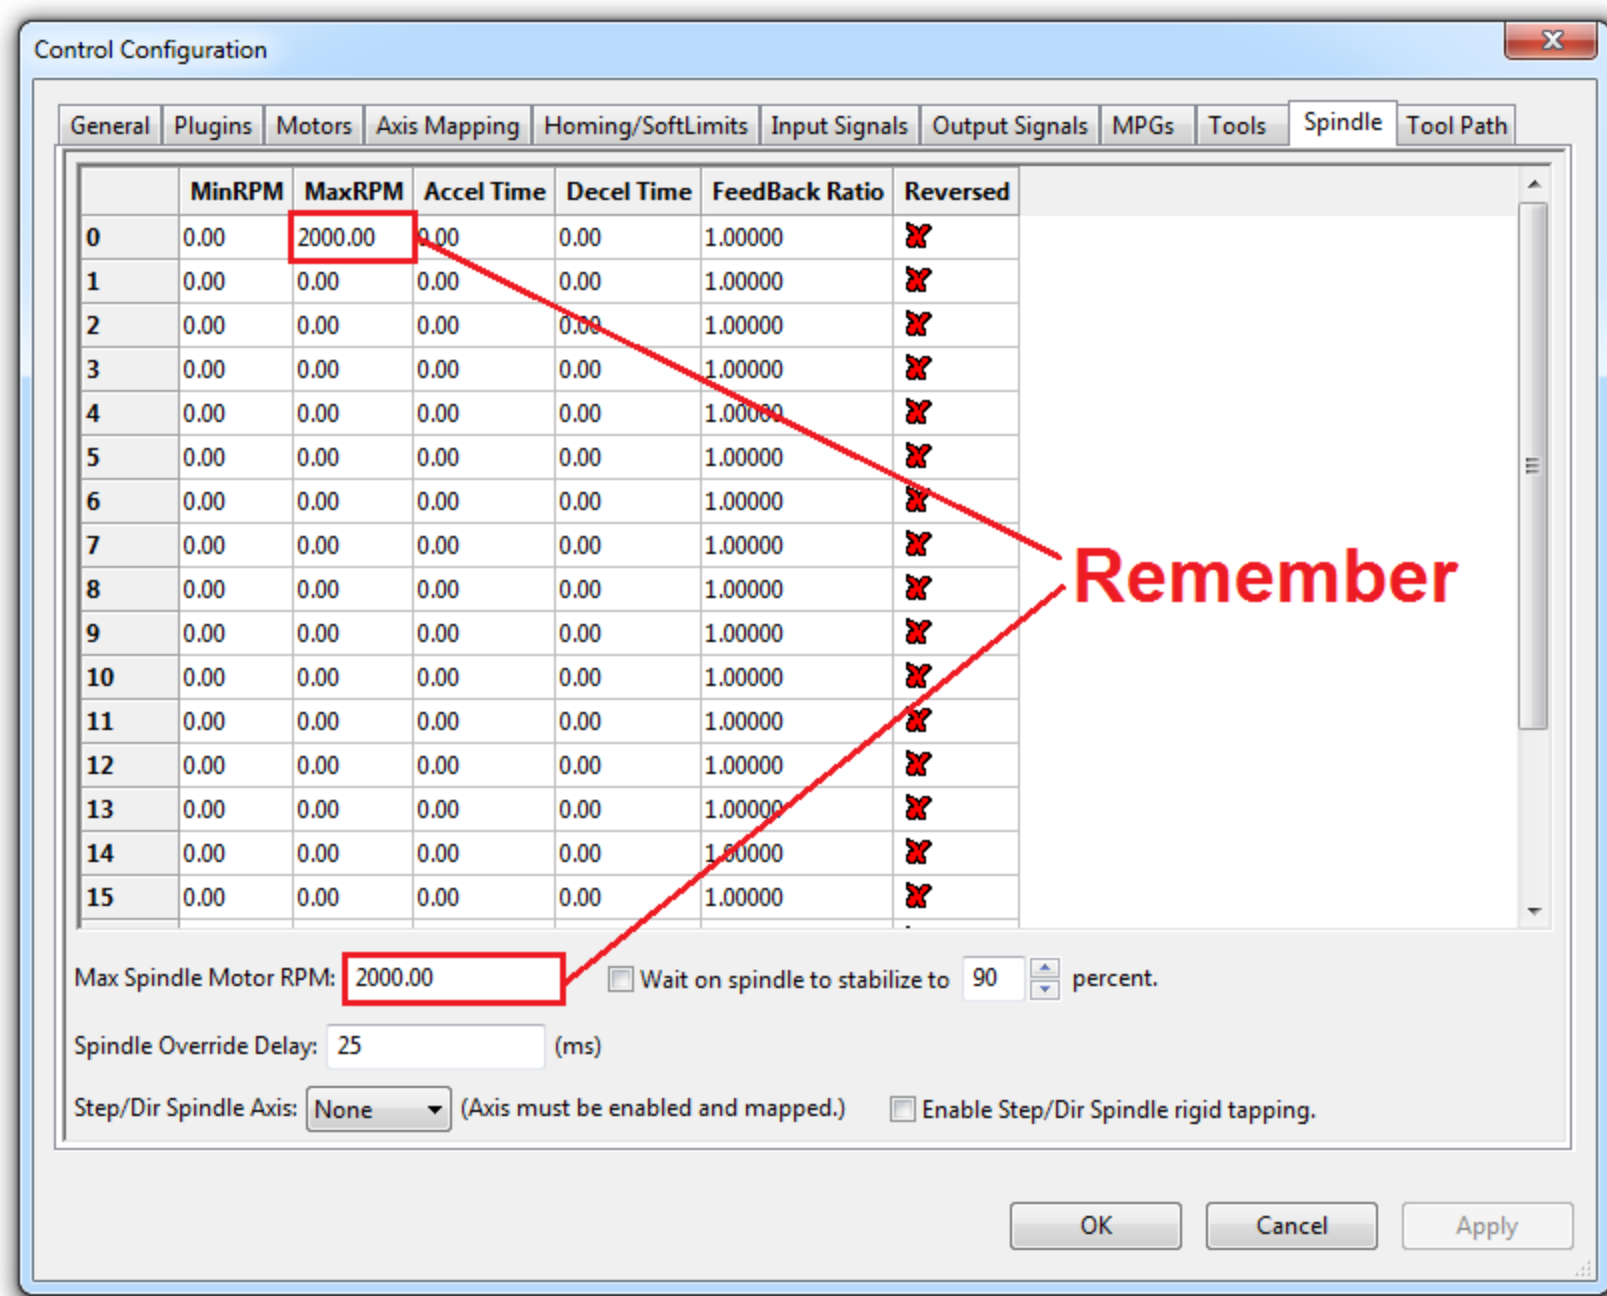 Control Configuration
General Plugins Motors Axis Mapping Homing/SoftLimits Input Signals Output Signals MPGs Tools Spindle Tool Path
MinRPM MaxRPM Accel Time Decel Time FeedBack Ratio Reversed
0 0.00 2000.00 0.00 0.00 1.00000
1 0.00 0.00 0.00 0.00 1.00000
2 0.00 0.00 0.00 0.00 1.00000
3 0.00 0.00 0.00 0.00 1.00000
4 0.00 0.00 0.00 0.00 1.00000
5 0.00 0.00 0.00 0.00 1.00000
6 0.00 0.00 0.00 0.00 1.00000
7 0.00 0.00 0.00 0.00 1.00000
Remember
8 0.00 0.00 0.00 0.00 1.00000
9 0.00 0.00 0.00 0.00 1.00000
10 0.00 0.00 0.00 0.00 1.00000
11 0.00 0.00 0.00 0.00 1.00000
12 0.00 0.00 0.00 0.00 1.00000
13 0.00 0.00 0.00 0.00 1.00000
14 0.00 0.00 0.00 0.00 1.00000
15 0.00 0.00 0.00 0.00 1.00000
Max Spindle Motor RPM: 2000.00 Wait on spindle to stabilize to 90 percent.
Spindle Override Delay: 25 (ms)
Step/Dir Spindle Axis: None (Axis must be enabled and mapped.) Enable Step/Dir Spindle rigid tapping.
OK Cancel Apply